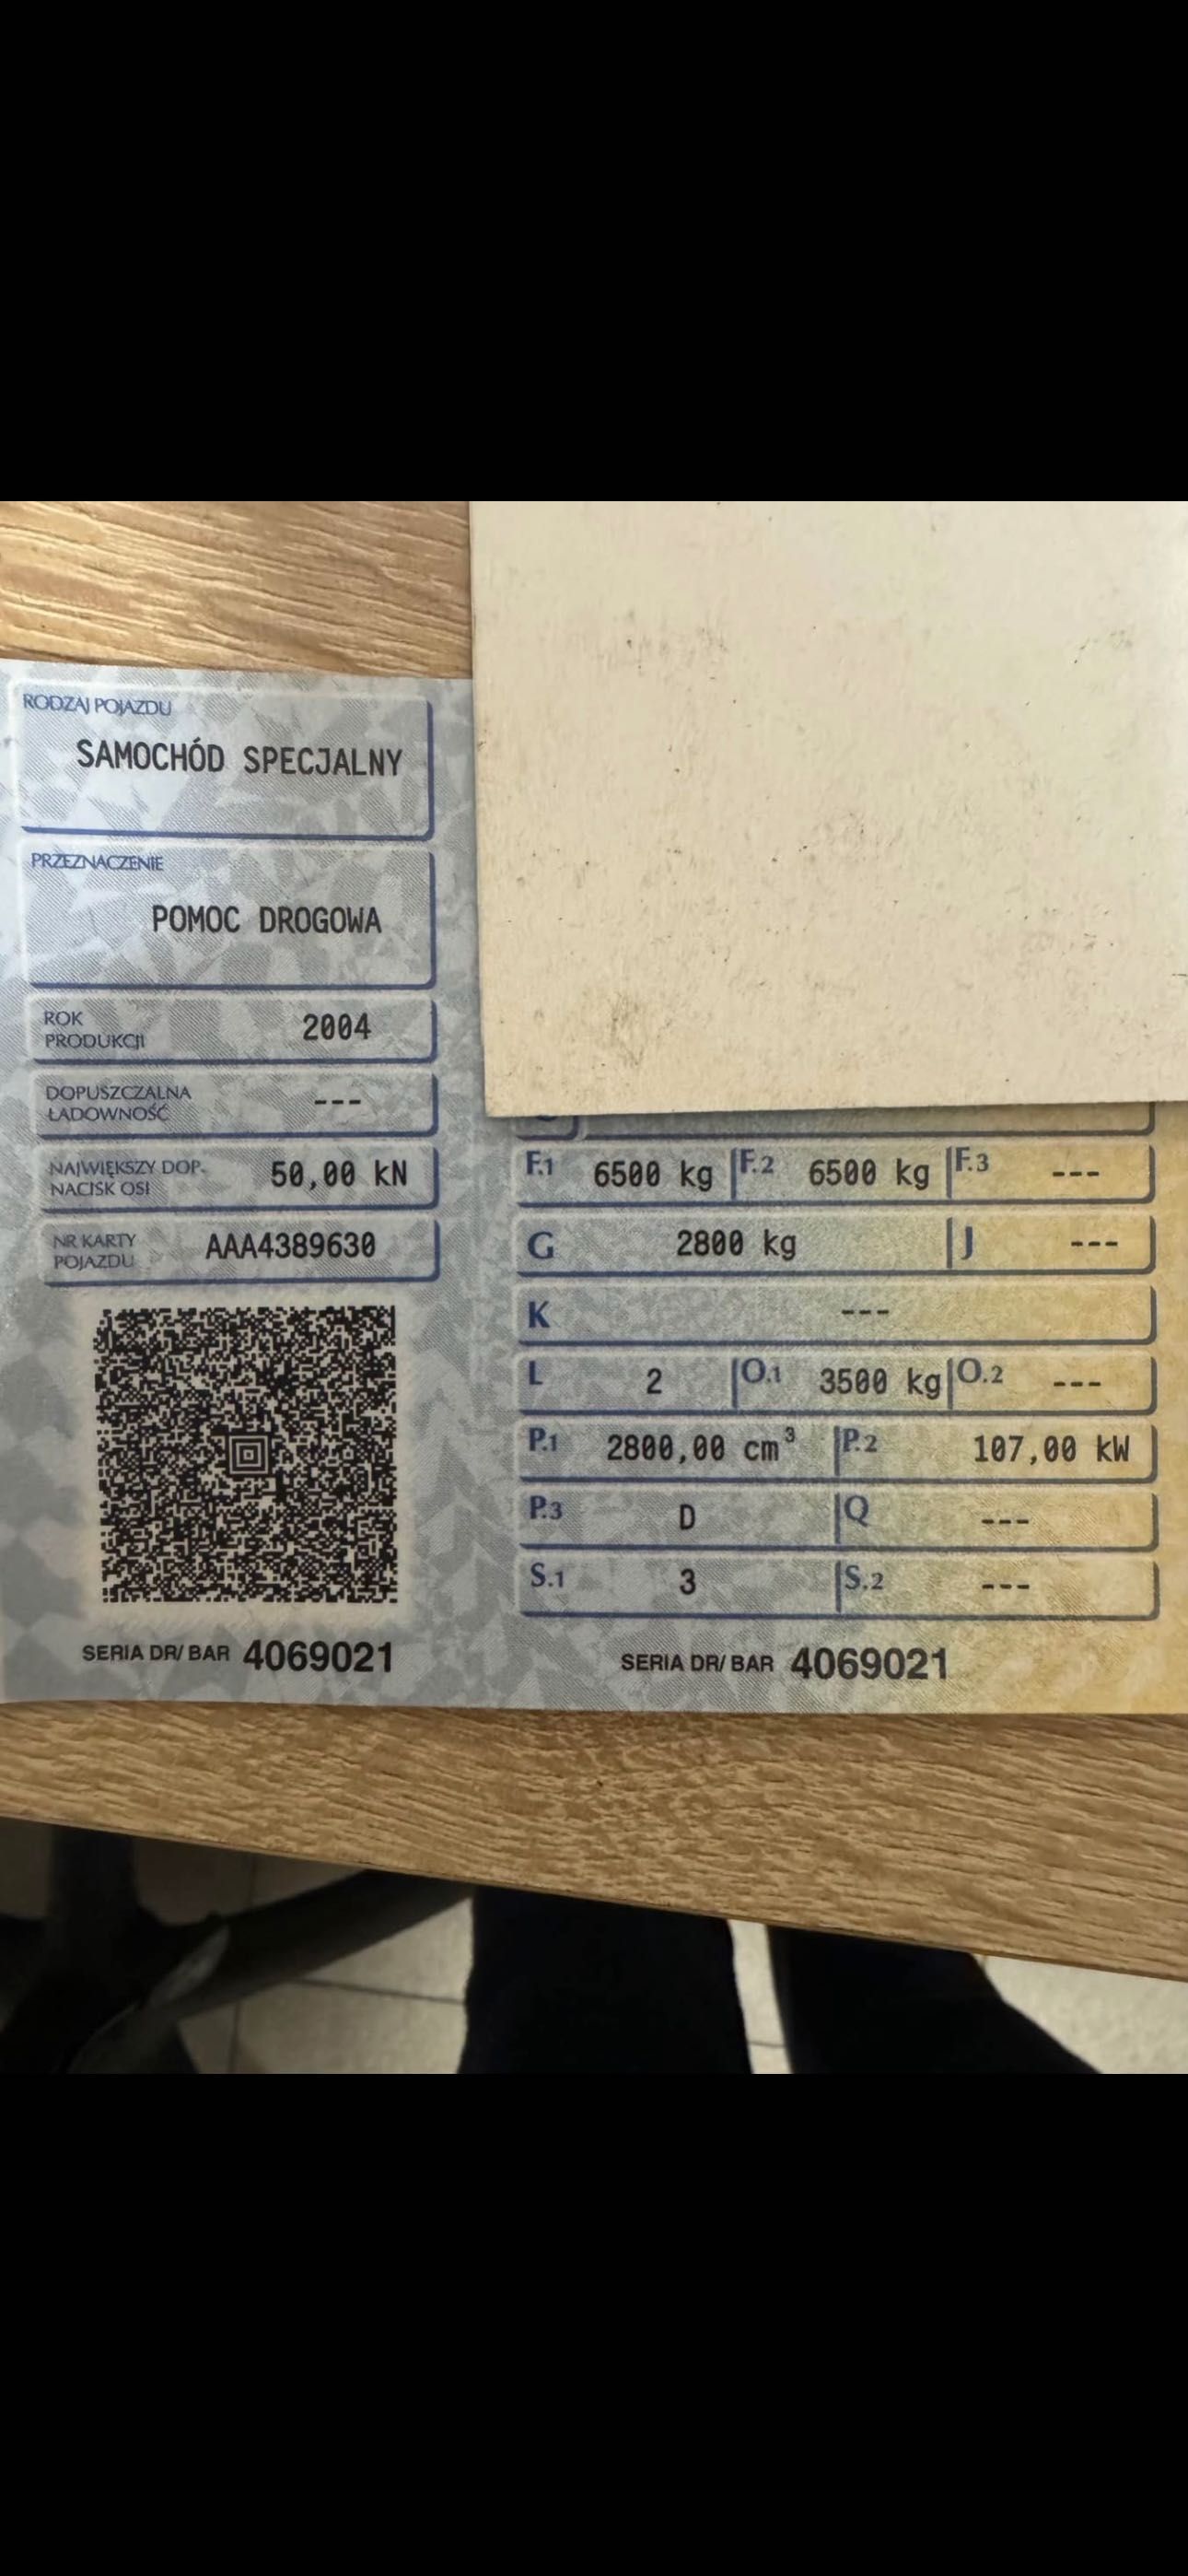 RODZAJ POJAZDU
SAMOCHÓD SPECJALNY
PRZEZNACZENIE
POMOC DROGOWA
ROK PRODUKCJI 2004
DOPUSZCZALNA ŁADOWNOŚĆ ---
NAJWIĘKSZY DOP. NACISK OSI 50,00 kN
NR KARTY POJAZDU AAA4389630
SERIA DR/ BAR 4069021
F.1 6500 kg F.2 6500 kg F.3 ---
G 2800 kg J ---
K ---
L 2 O.1 3500 kg O.2 ---
P.1 2800,00 cm³ P.2 107,00 kW
P.3 D Q ---
S.1 3 S.2 ---
SERIA DR/ BAR 4069021